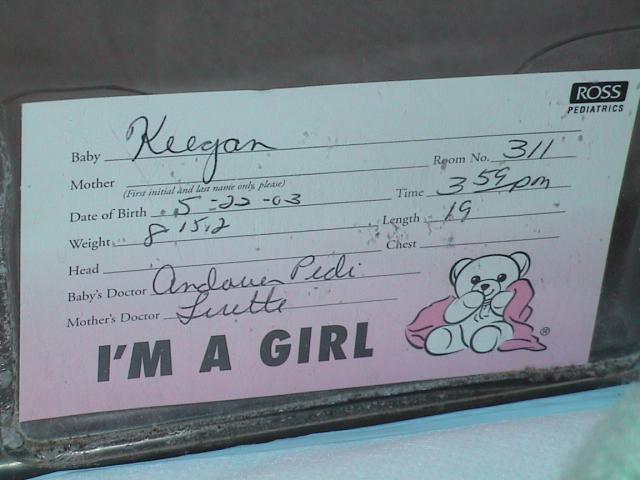 ROSS
PEDIATRICS
Baby Keegan
Room No. 311
Mother
(First initial and last name only, please)
Date of Birth 5-22-03
Time 3 59 pm
Weight 8 15.2
Length 19
Head
Chest
Baby's Doctor Andover Pedi
Mother's Doctor
I'M A GIRL
®